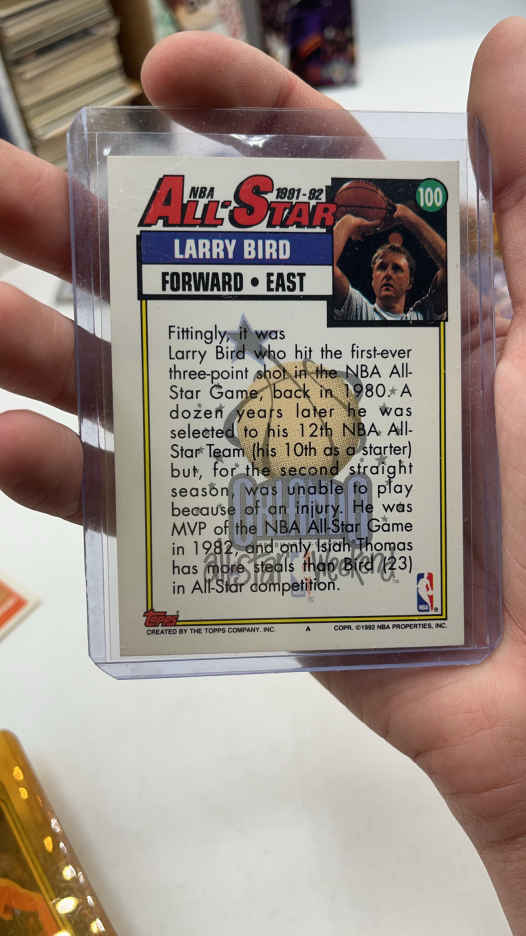 NBA 1991-92
ALL-STAR
100
LARRY BIRD
FORWARD • EAST
Fittingly, it was
Larry Bird who hit the first-ever
three-point shot in the NBA All-
Star Game, back in 1980. A
dozen years later he was
selected to his 12th NBA All-
Star Team (his 10th as a starter)
but, for the second straight
season, was unable to play
because of an injury. He was
MVP of the NBA All-Star Game
in 1982, and only Isiah Thomas
has more steals than Bird (23)
in All-Star competition.
ORLANDO
all-star weekend
NBA
TOPPS
CREATED BY THE TOPPS COMPANY, INC. A COPR. ©1992 NBA PROPERTIES, INC.